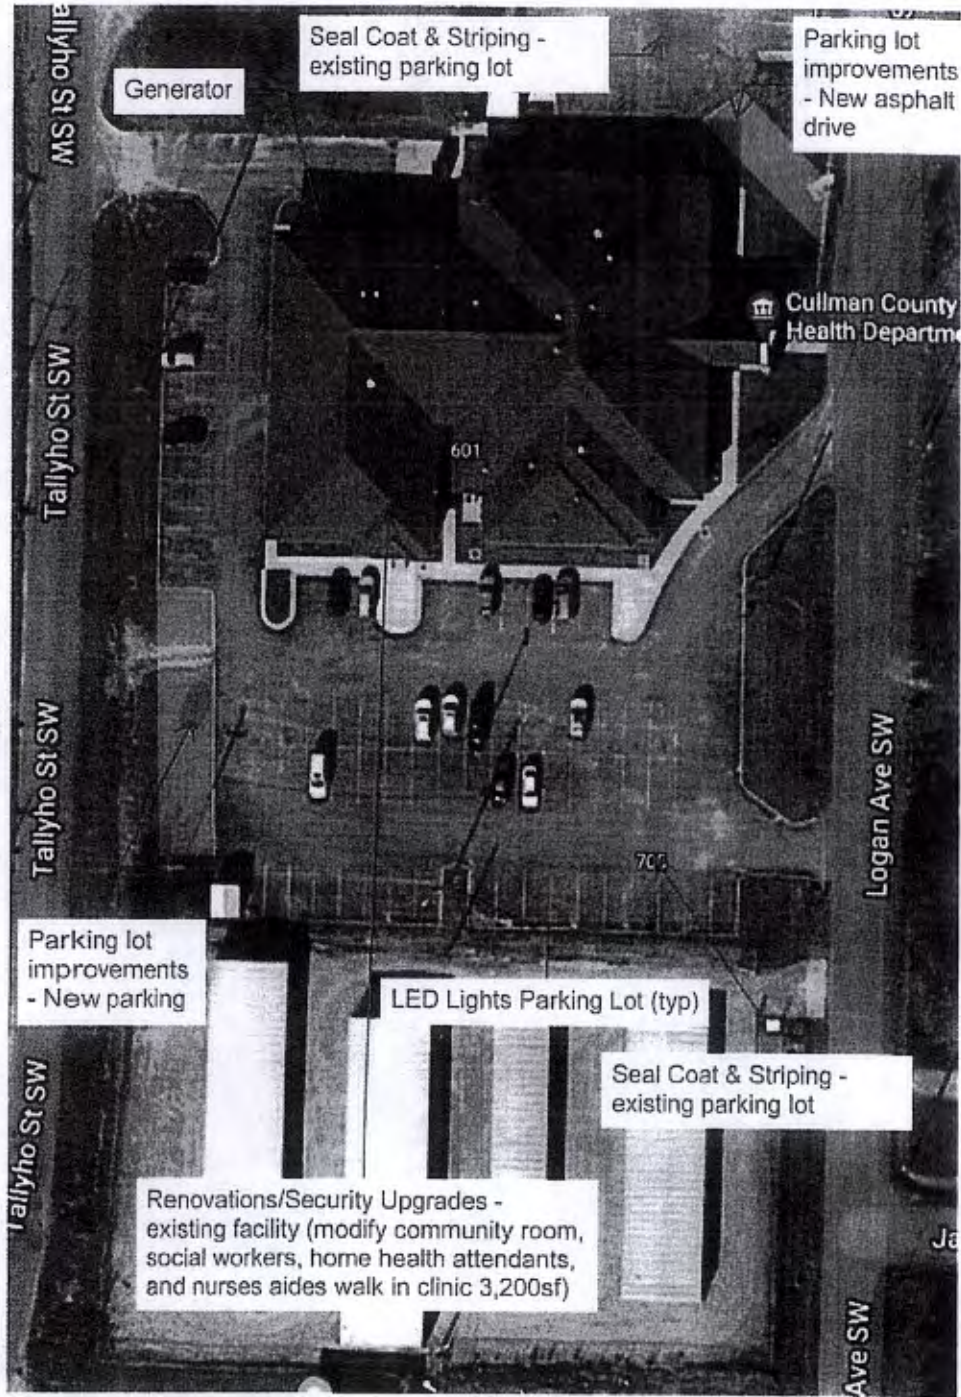 Seal Coat & Striping -
existing parking lot
Parking lot
improvements
- New asphalt
drive
Generator
Tallyho St SW
Cullman County
Health Departme
Tallyho St SW
601
Tallyho St SW
Logan Ave SW
Parking lot
improvements
- New parking
LED Lights Parking Lot (typ)
Seal Coat & Striping -
existing parking lot
Tallyho St SW
Renovations/Security Upgrades -
existing facility (modify community room,
social workers, home health attendants,
and nurses aides walk in clinic 3,200sf)
Ja
Ave SW